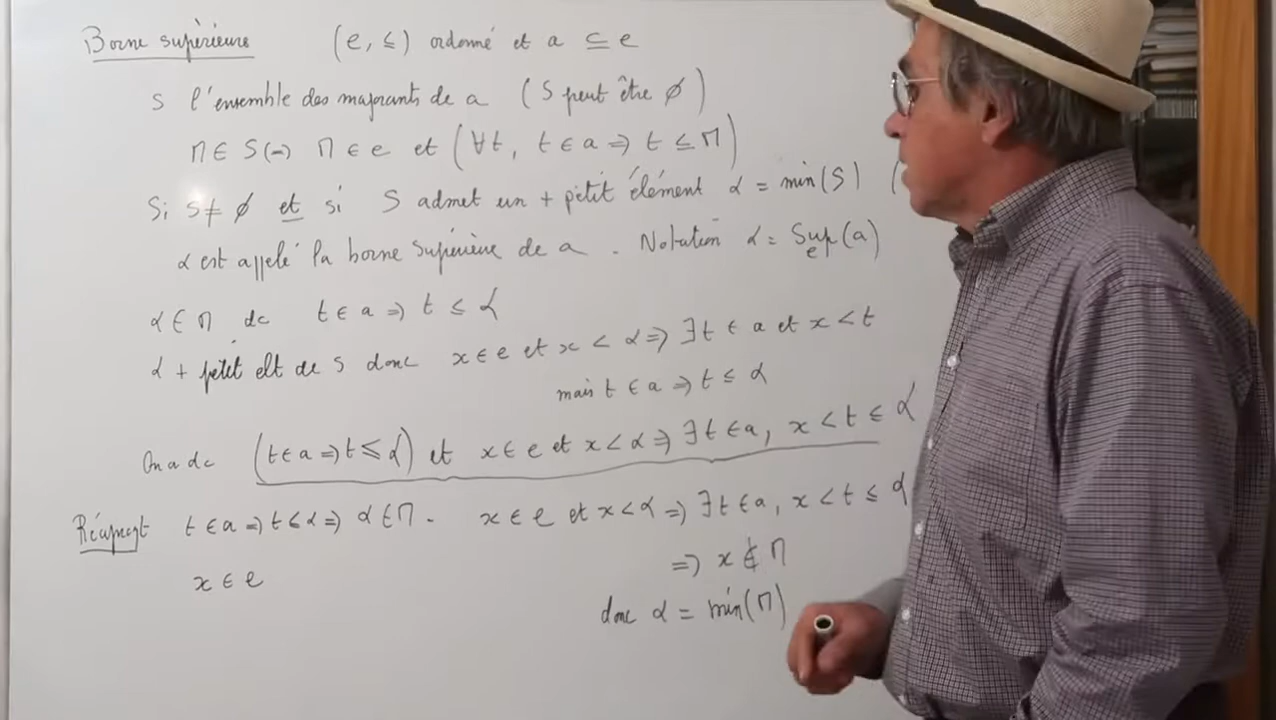 Borne supérieure (e, ≤) ordonné et a ⊆ e
S l'ensemble des majorants de a (S peut être ∅)
M ∈ S ⇔ M ∈ e et (∀t, t ∈ a ⇒ t ≤ M)
Si S ≠ ∅ et si S admet un + petit élément α = min(S) (
α est appelé la borne supérieure de a. Notation α = Sup_e(a)
α ∈ M dc t ∈ a ⇒ t ≤ α
α + petit elt de S donc x ∈ e et x < α ⇒ ∃t ∈ a et x < t
mais t ∈ a ⇒ t ≤ α
On a dc (t ∈ a ⇒ t ≤ α) et x ∈ e et x < α ⇒ ∃t ∈ a, x < t ≤ α
Récipqt t ∈ a ⇒ t ≤ α ⇒ α ∈ M. x ∈ e et x < α ⇒ ∃t ∈ a, x < t ≤ α
⇒ x ∉ M
x ∈ e
donc α = min(M)